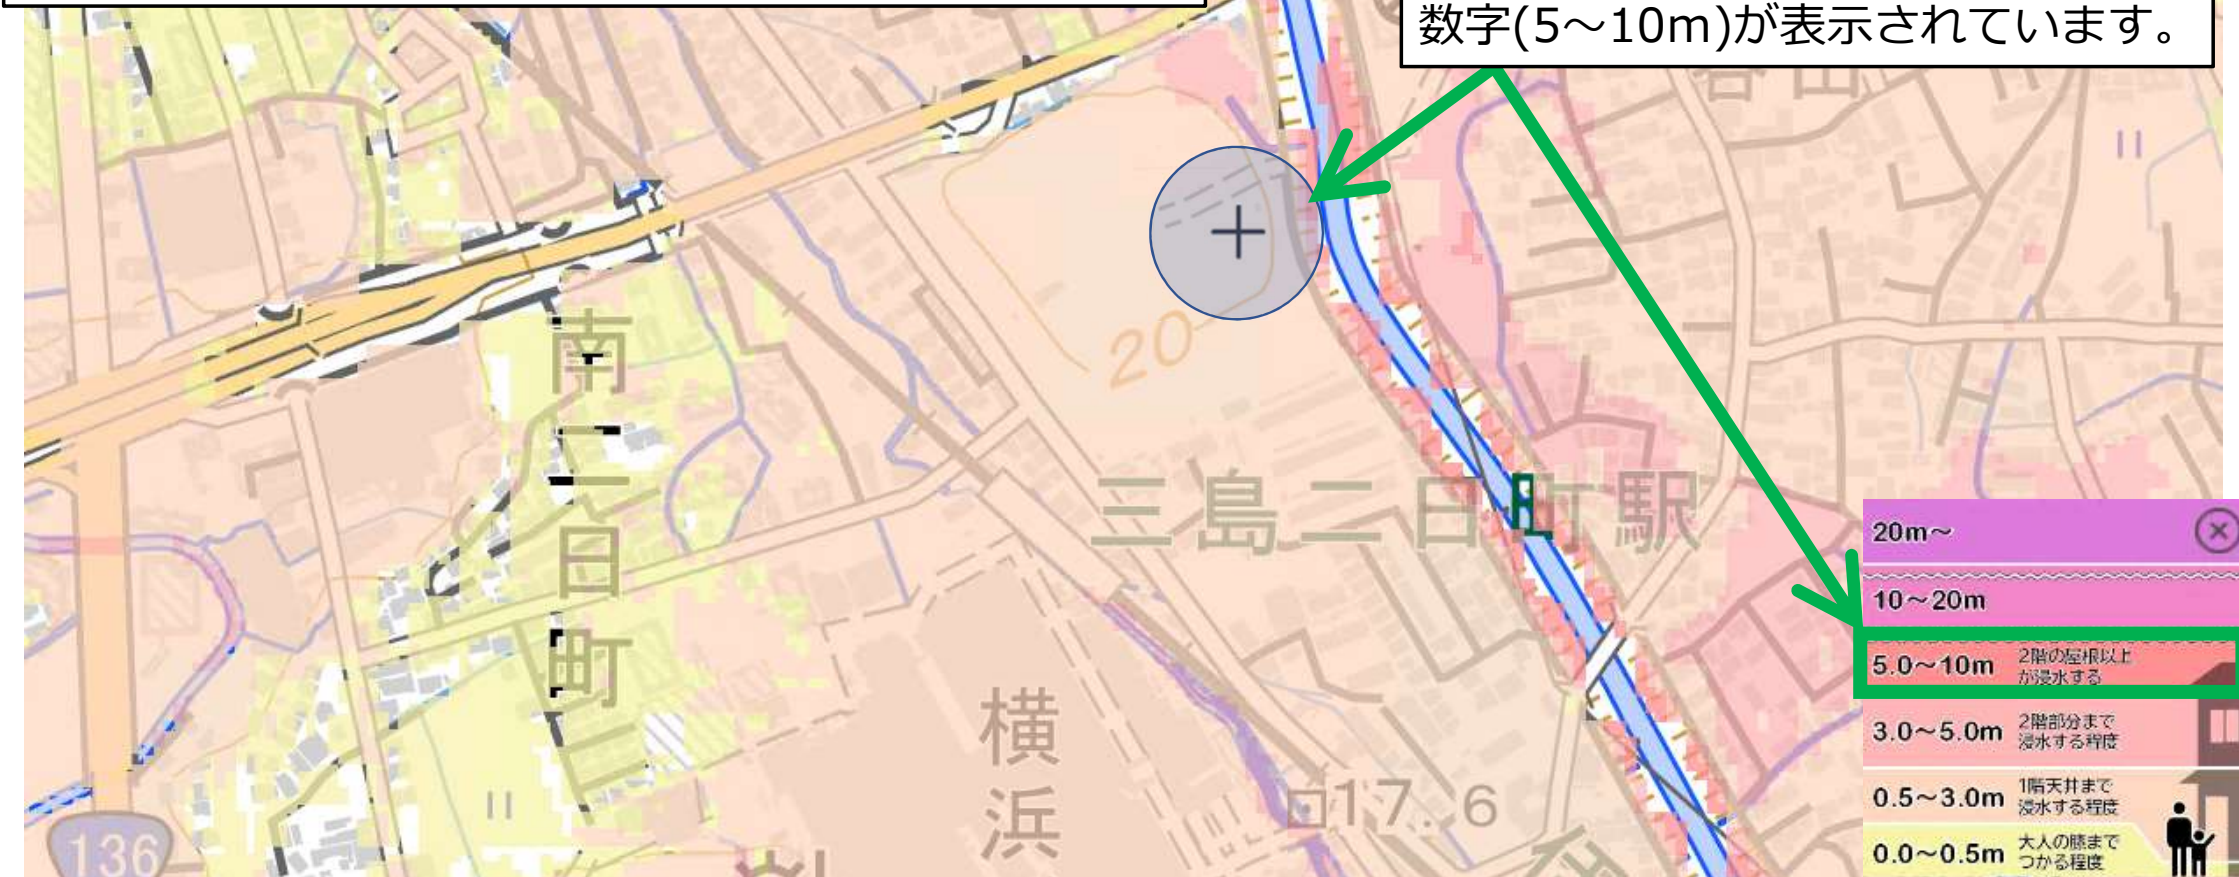 数字(5～10m)が表示されています。
20
南二日町
三島二日町駅
横浜
17.6
136
20m～
10～20m
5.0～10m 2階の屋根以上
が浸水する
3.0～5.0m 2階部分まで
浸水する程度
0.5～3.0m 1階天井まで
浸水する程度
0.0～0.5m 大人の膝まで
つかる程度